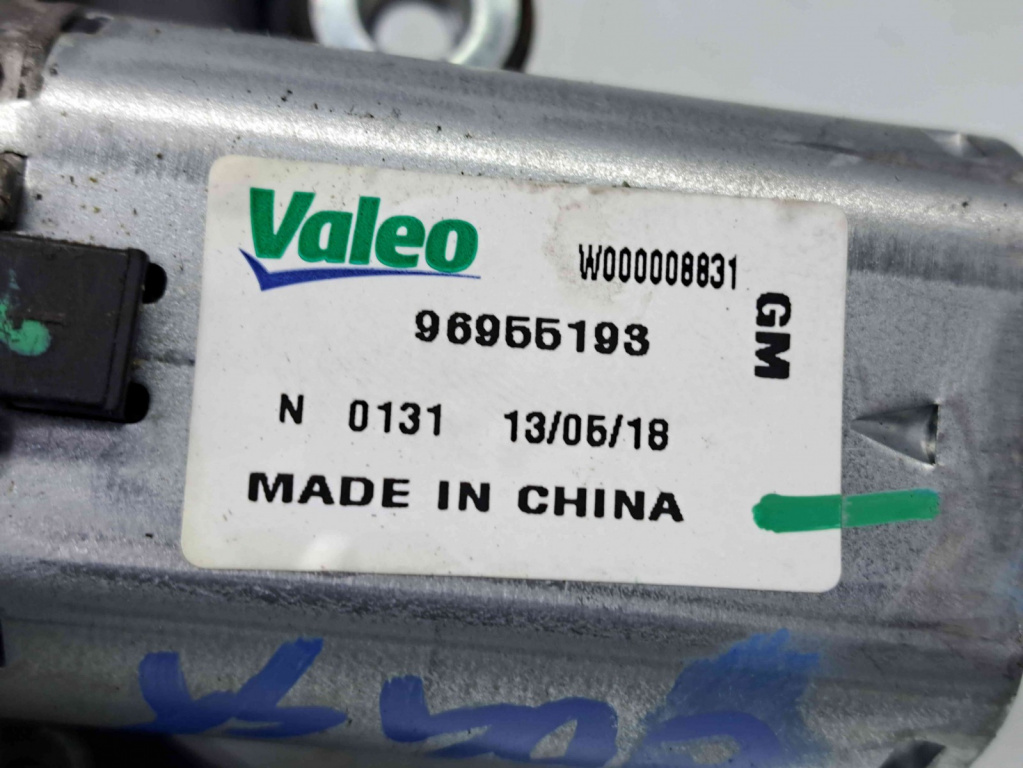 Valeo
W000008831
96955193
GM
N 0131 13/05/18
MADE IN CHINA